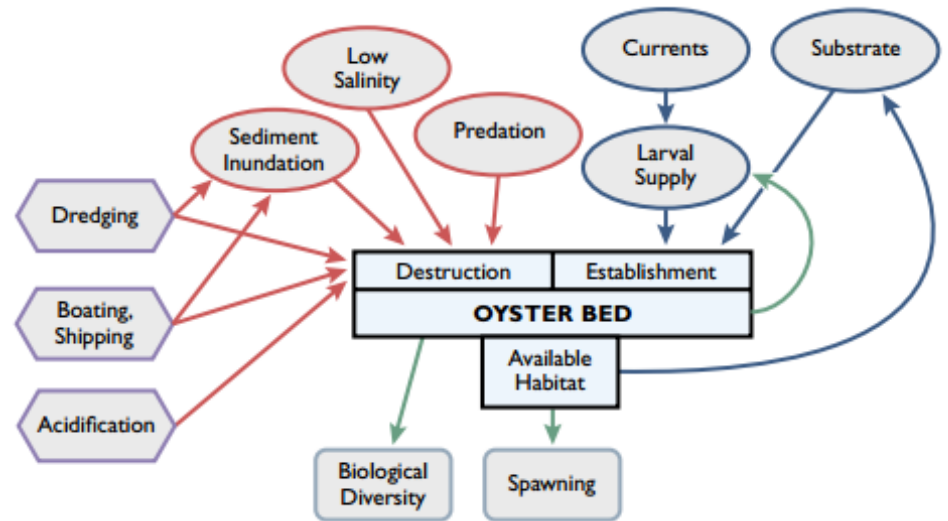 Low
Salinity
Currents
Substrate
Sediment
Inundation
Predation
Larval
Supply
Dredging
Destruction
Establishment
Boating,
Shipping
OYSTER BED
Available
Habitat
Acidification
Biological
Diversity
Spawning